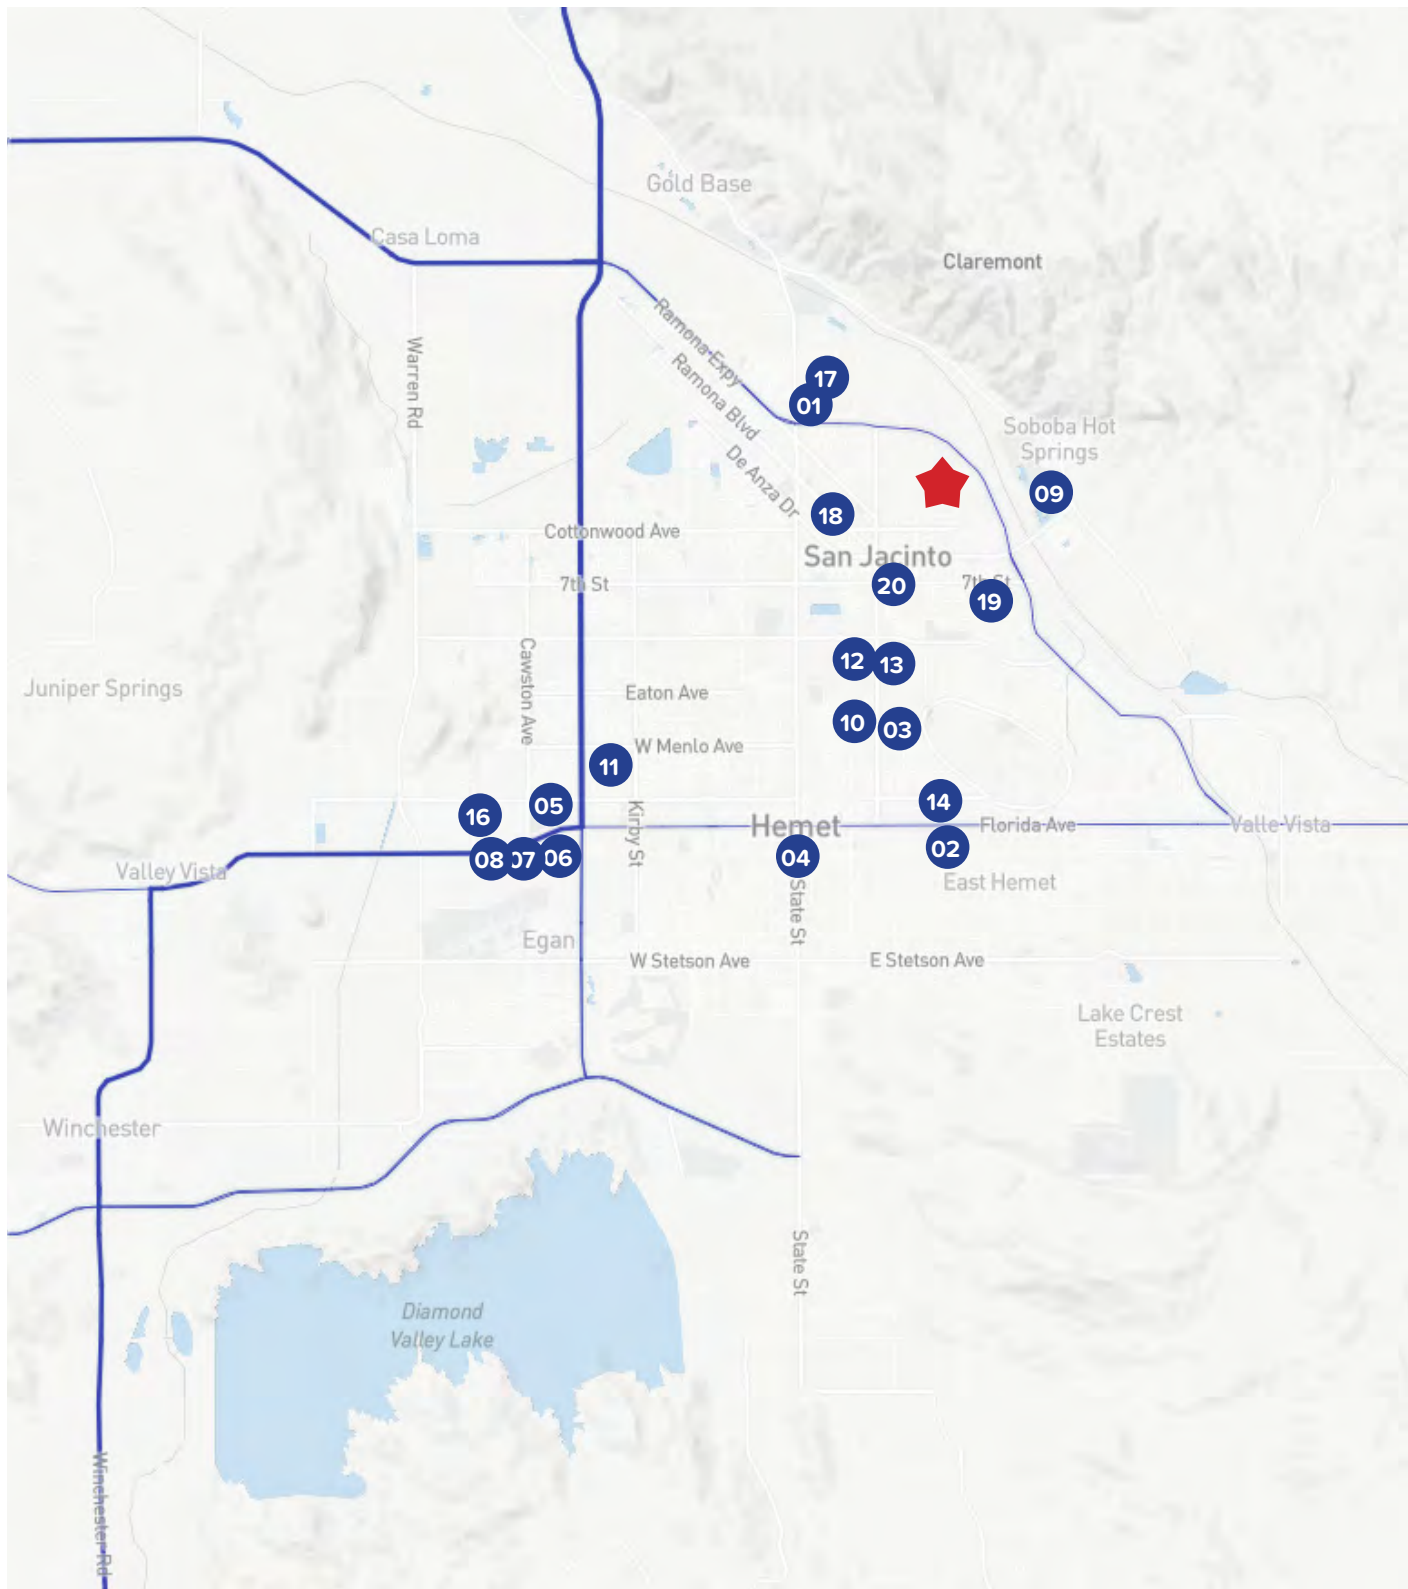 Gold Base
Casa Loma
Claremont
Ramona Expy
Warren Rd
Ramona Blvd
17
01
Soboba Hot
Springs
De Anza Dr
09
18
Cottonwood Ave
San Jacinto
7th St
20
7th St
19
Cawston Ave
12
13
Juniper Springs
Eaton Ave
10
03
W Menlo Ave
11
05
14
16
Kirby St
Hemet
Florida Ave
Valle Vista
08
07
06
04
02
Valley Vista
East Hemet
State St
Egan
W Stetson Ave
E Stetson Ave
Lake Crest
Estates
Winchester
State St
Diamond
Valley Lake
Winchester Rd